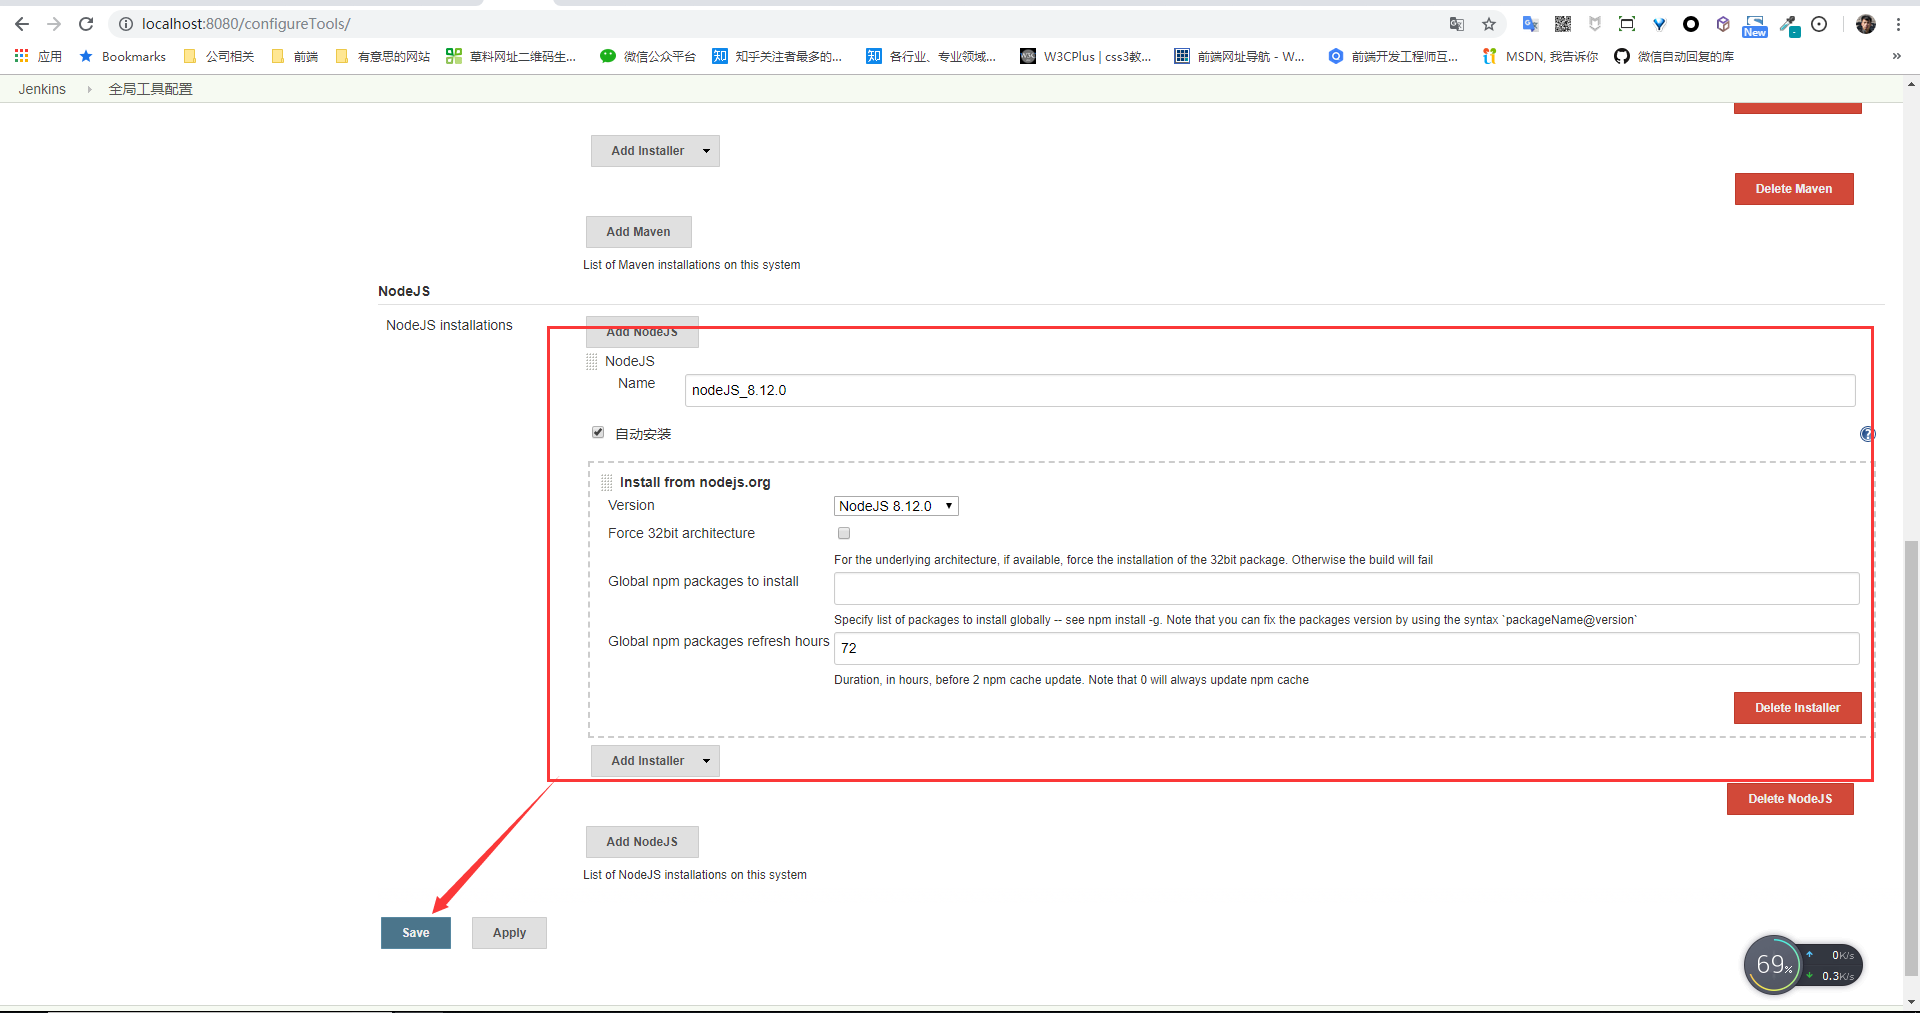 localhost:8080/configureTools/
New
应用
Bookmarks
公司相关
前端
有意思的网站
草料网址二维码生...
微信公众平台
知乎关注者最多的...
各行业、专业领域...
W3CPlus | css3教...
前端网址导航 - W...
前端开发工程师互...
MSDN, 我告诉你
微信自动回复的库
»
Jenkins
全局工具配置
Add Installer
Delete Maven
Add Maven
List of Maven installations on this system
NodeJS
NodeJS installations
Add NodeJS
NodeJS
Name
nodeJS_8.12.0
自动安装
Install from nodejs.org
Version
NodeJS 8.12.0
Force 32bit architecture
For the underlying architecture, if available, force the installation of the 32bit package. Otherwise the build will fail
Global npm packages to install
Specify list of packages to install globally -- see npm install -g. Note that you can fix the packages version by using the syntax `packageName@version`
Global npm packages refresh hours
72
Duration, in hours, before 2 npm cache update. Note that 0 will always update npm cache
Delete Installer
Add Installer
Delete NodeJS
Add NodeJS
List of NodeJS installations on this system
Save
Apply
69%
0K/s
0.3K/s